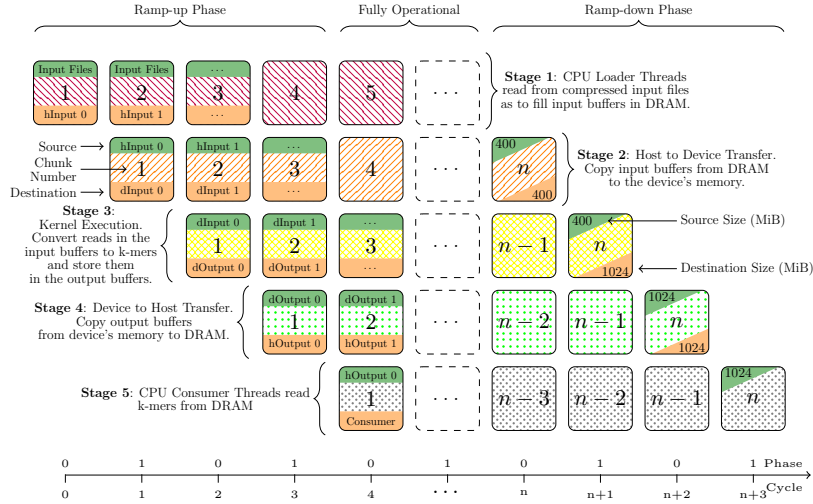 Ramp-up Phase Fully Operational Ramp-down Phase
Input Files Input Files ...
1 2 3 4 5 ...
hInput 0 hInput 1 ...
Stage 1: CPU Loader Threads
read from compressed input files
as to fill input buffers in DRAM.
Source
Chunk
Number
Destination
hInput 0 hInput 1 ... 400
1 2 3 4 ... n
dInput 0 dInput 1 ... 400
Stage 2: Host to Device Transfer.
Copy input buffers from DRAM
to the device's memory.
Stage 3:
Kernel Execution.
Convert reads in the
input buffers to k-mers
and store them
in the output buffers.
dInput 0 dInput 1 ... 400
1 2 3 ... n − 1 n
dOutput 0 dOutput 1 ... 1024
Source Size (MiB)
Destination Size (MiB)
Stage 4: Device to Host Transfer.
Copy output buffers
from device's memory to DRAM.
dOutput 0 dOutput 1 1024
1 2 ... n − 2 n − 1 n
hOutput 0 hOutput 1 1024
Stage 5: CPU Consumer Threads read
k-mers from DRAM
hOutput 0 1024
1 ... n − 3 n − 2 n − 1 n
Consumer
0 1 0 1 0 1 0 1 0 1 Phase
0 1 2 3 4 ... n n+1 n+2 n+3 Cycle